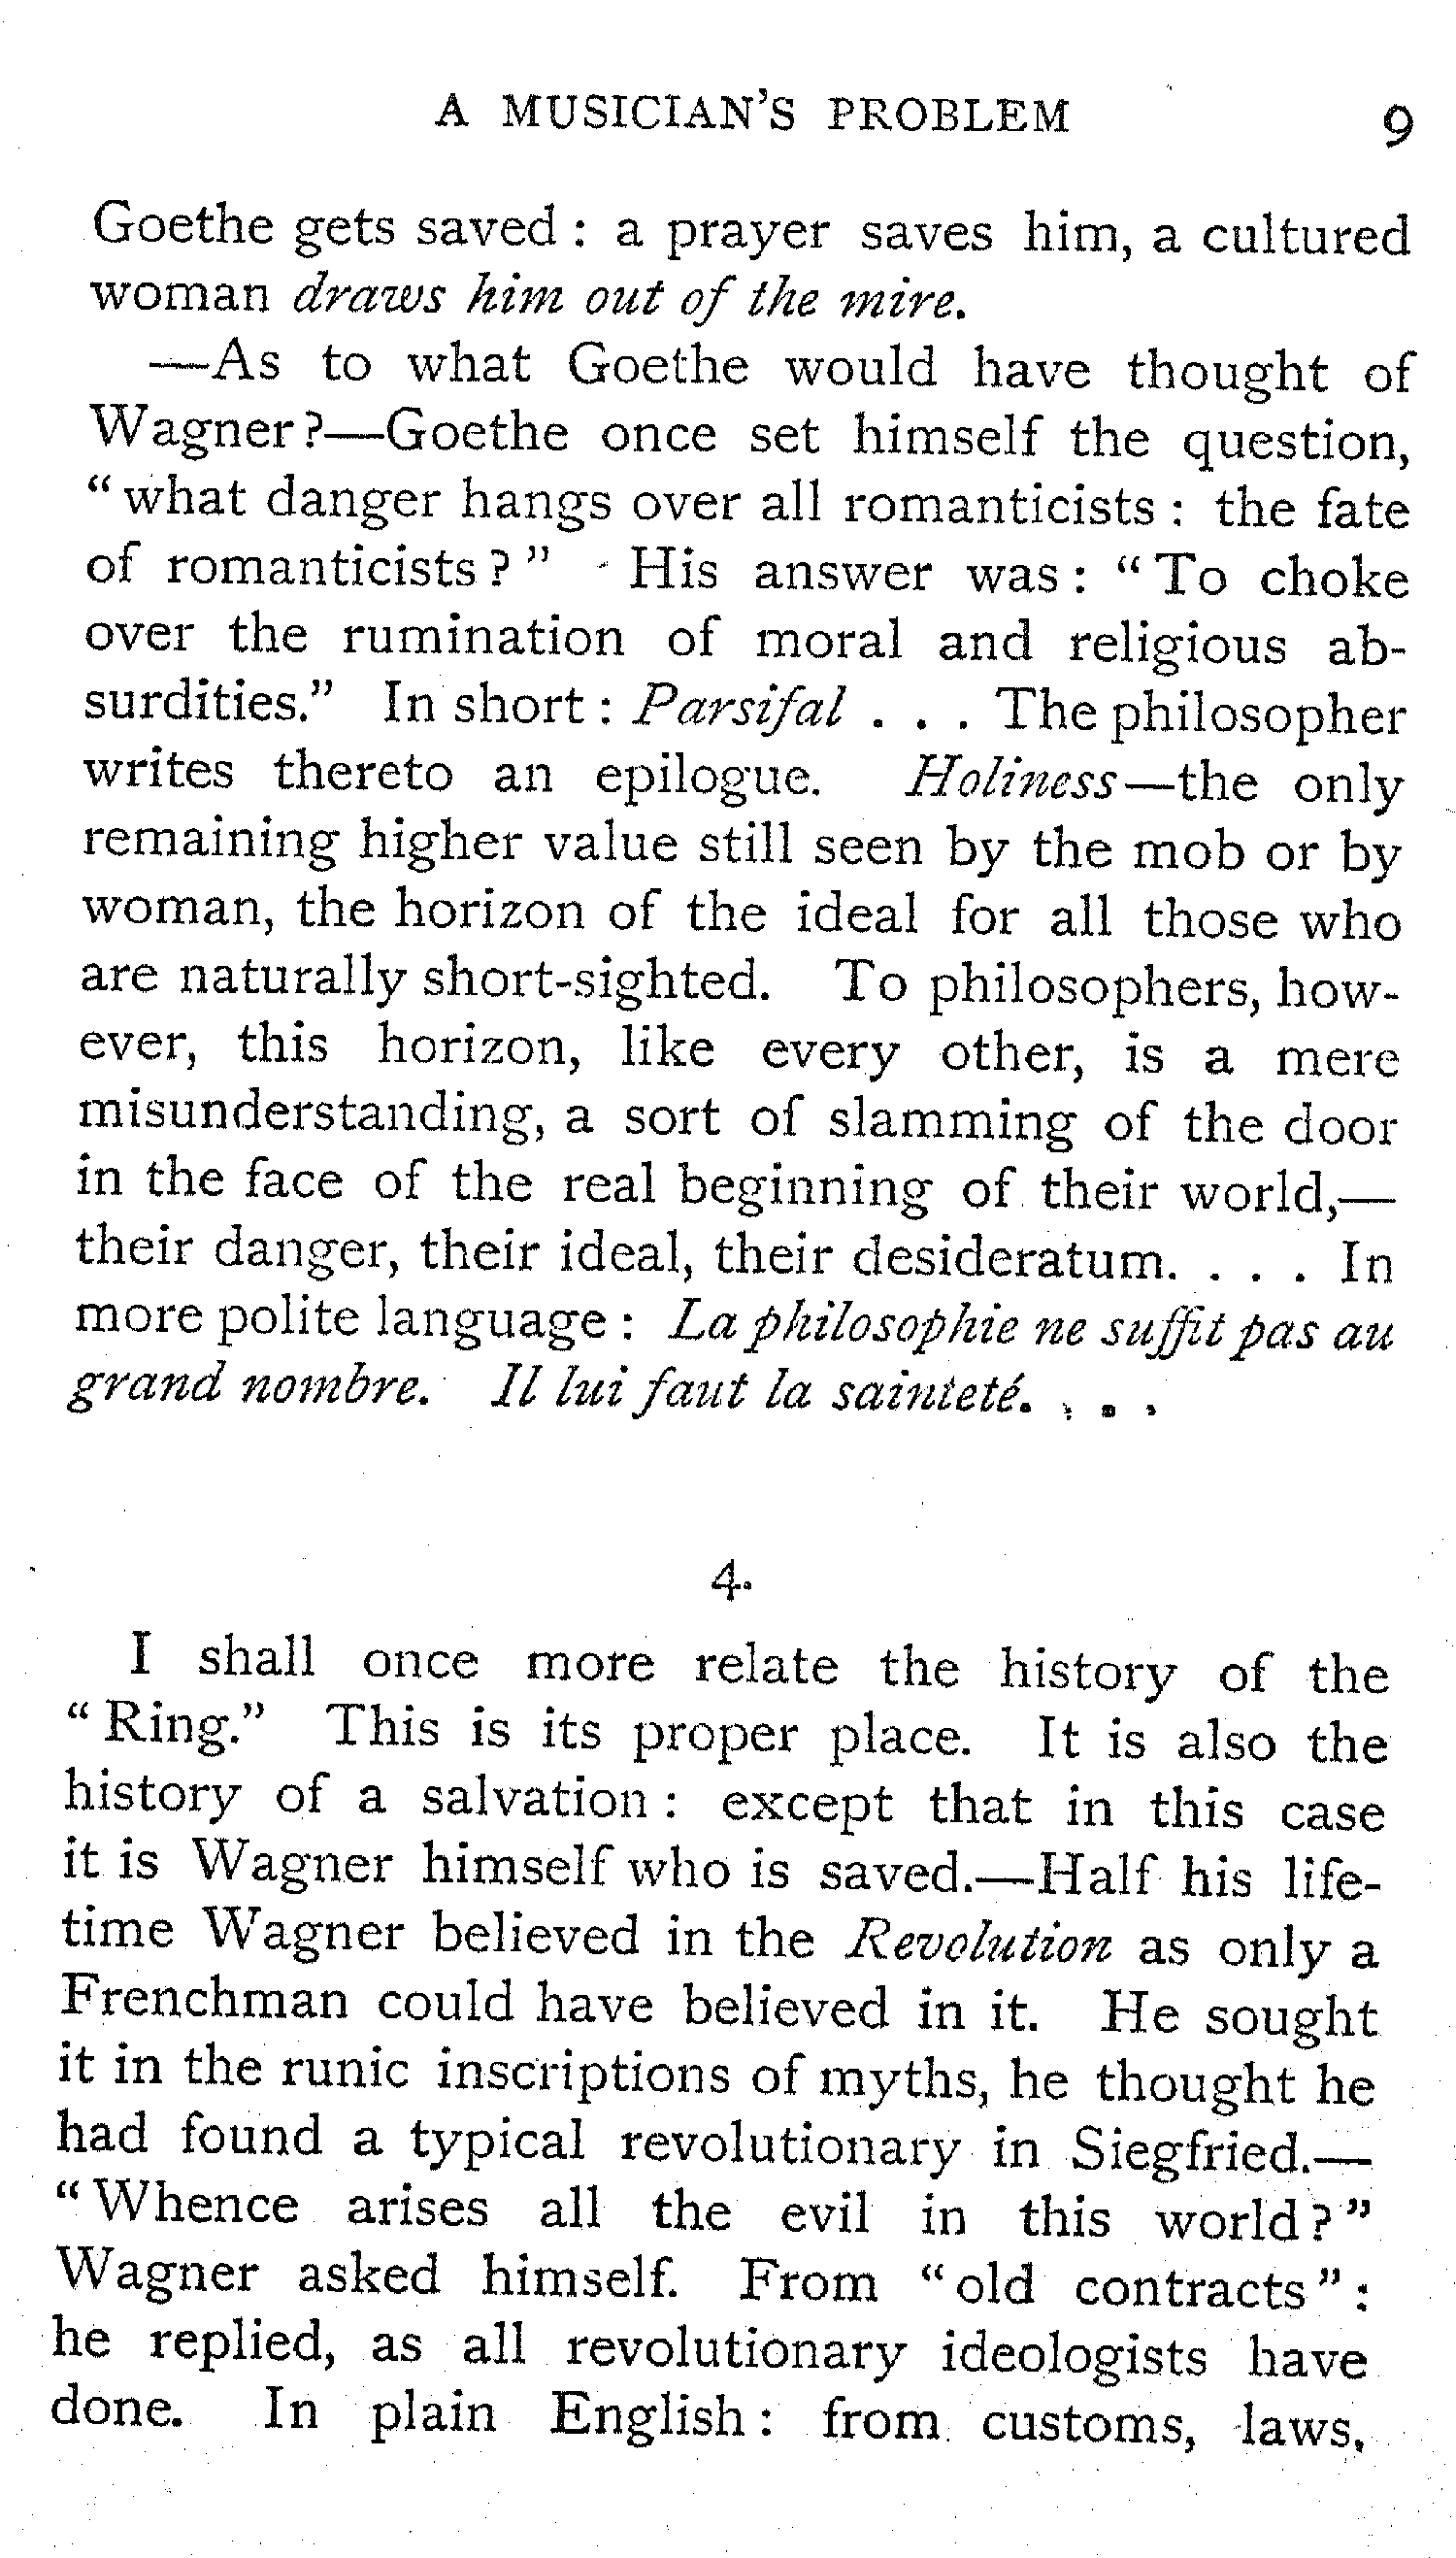 A MUSICIAN'S PROBLEM 9
Goethe gets saved : a prayer saves him, a cultured
woman draws him out of the mire.
—As to what Goethe would have thought of
Wagner ?—Goethe once set himself the question,
“ what danger hangs over all romanticists : the fate
of romanticists ? ” His answer was : “ To choke
over the rumination of moral and religious ab-
surdities.” In short : Parsifal . . . The philosopher
writes thereto an epilogue. Holiness—the only
remaining higher value still seen by the mob or by
woman, the horizon of the ideal for all those who
are naturally short-sighted. To philosophers, how-
ever, this horizon, like every other, is a mere
misunderstanding, a sort of slamming of the door
in the face of the real beginning of their world,—
their danger, their ideal, their desideratum. . . . In
more polite language : La philosophie ne suffit pas au
grand nombre. Il lui faut la sainteté. . . .
4.
I shall once more relate the history of the
“ Ring.” This is its proper place. It is also the
history of a salvation : except that in this case
it is Wagner himself who is saved.—Half his life-
time Wagner believed in the Revolution as only a
Frenchman could have believed in it. He sought
it in the runic inscriptions of myths, he thought he
had found a typical revolutionary in Siegfried.—
“ Whence arises all the evil in this world ? ”
Wagner asked himself. From “ old contracts ” :
he replied, as all revolutionary ideologists have
done. In plain English : from customs, laws,